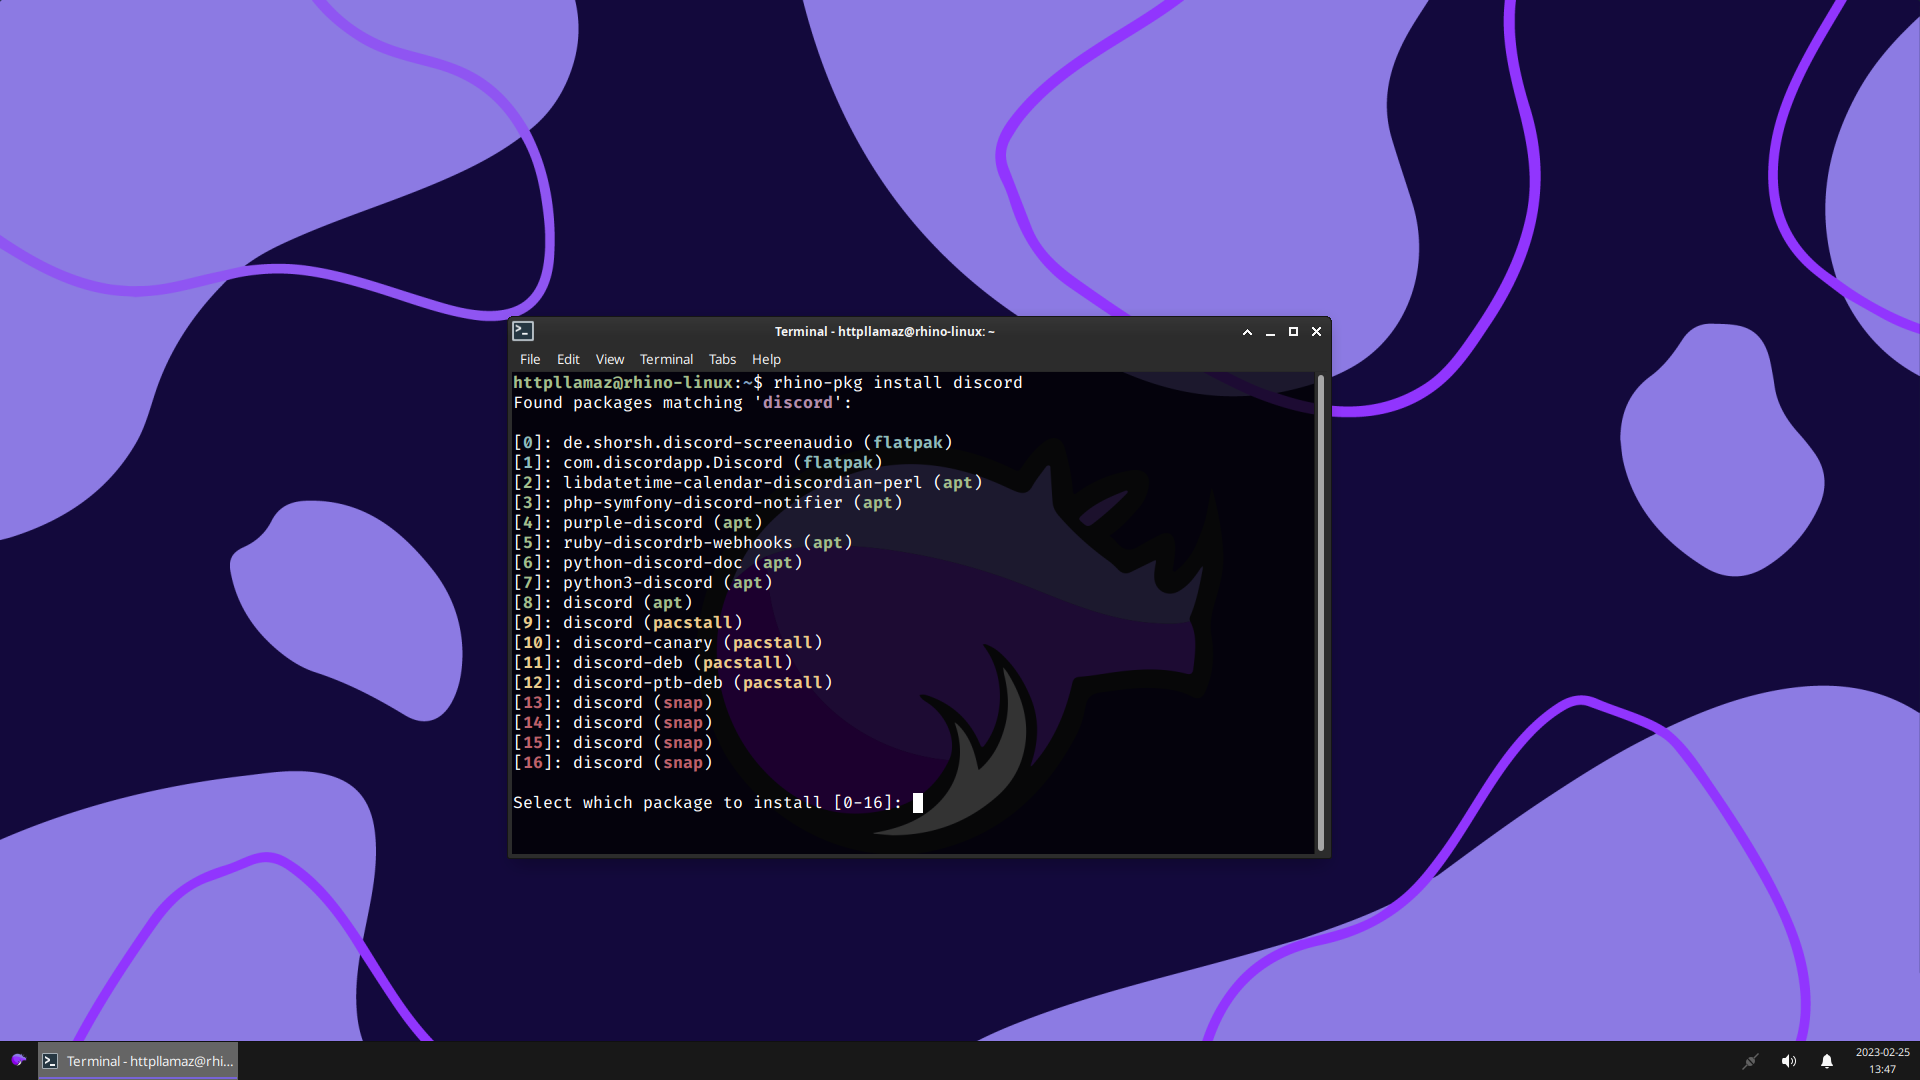 Terminal - httpllamaz@rhino-linux: ~
File Edit View Terminal Tabs Help
httpllamaz@rhino-linux:~$ rhino-pkg install discord
Found packages matching 'discord':
[0]: de.shorsh.discord-screenaudio (flatpak)
[1]: com.discordapp.Discord (flatpak)
[2]: libdatetime-calendar-discordian-perl (apt)
[3]: php-symfony-discord-notifier (apt)
[4]: purple-discord (apt)
[5]: ruby-discordrb-webhooks (apt)
[6]: python-discord-doc (apt)
[7]: python3-discord (apt)
[8]: discord (apt)
[9]: discord (pacstall)
[10]: discord-canary (pacstall)
[11]: discord-deb (pacstall)
[12]: discord-ptb-deb (pacstall)
[13]: discord (snap)
[14]: discord (snap)
[15]: discord (snap)
[16]: discord (snap)
Select which package to install [0-16]:
Terminal - httpllamaz@rhi...
2023-02-25
13:47